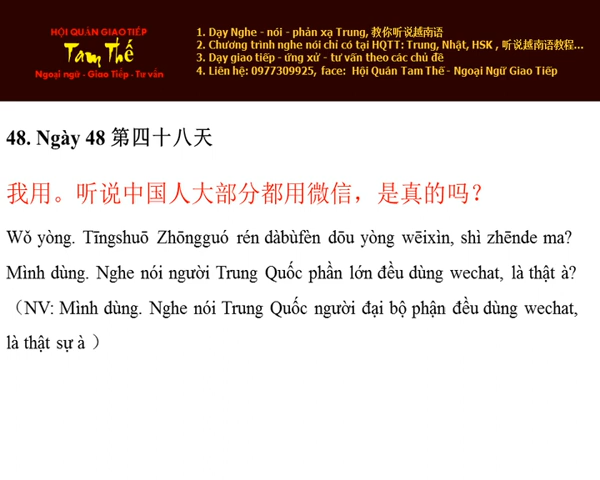 HỘI QUÁN GIAO TIẾP
Tam Thế
Ngoại ngữ - Giao Tiếp - Tư vấn
1. Dạy Nghe - nói - phản xạ Trung, 教你听说越南语
2. Chương trình nghe nói chỉ có tại HQTT: Trung, Nhật, HSK , 听说越南语教程...
3. Dạy giao tiếp - ứng xử - tư vấn theo các chủ đề
4. Liên hệ: 0977309925, face: Hội Quán Tam Thế - Ngoại Ngữ Giao Tiếp
48. Ngày 48 第四十八天
我用。听说中国人大部分都用微信，是真的吗？
Wǒ yòng. Tīngshuō Zhōngguó rén dàbùfèn dōu yòng wēixìn, shì zhēnde ma?
Mình dùng. Nghe nói người Trung Quốc phần lớn đều dùng wechat, là thật à?
（NV: Mình dùng. Nghe nói Trung Quốc người đại bộ phận đều dùng wechat,
là thật sự à ）